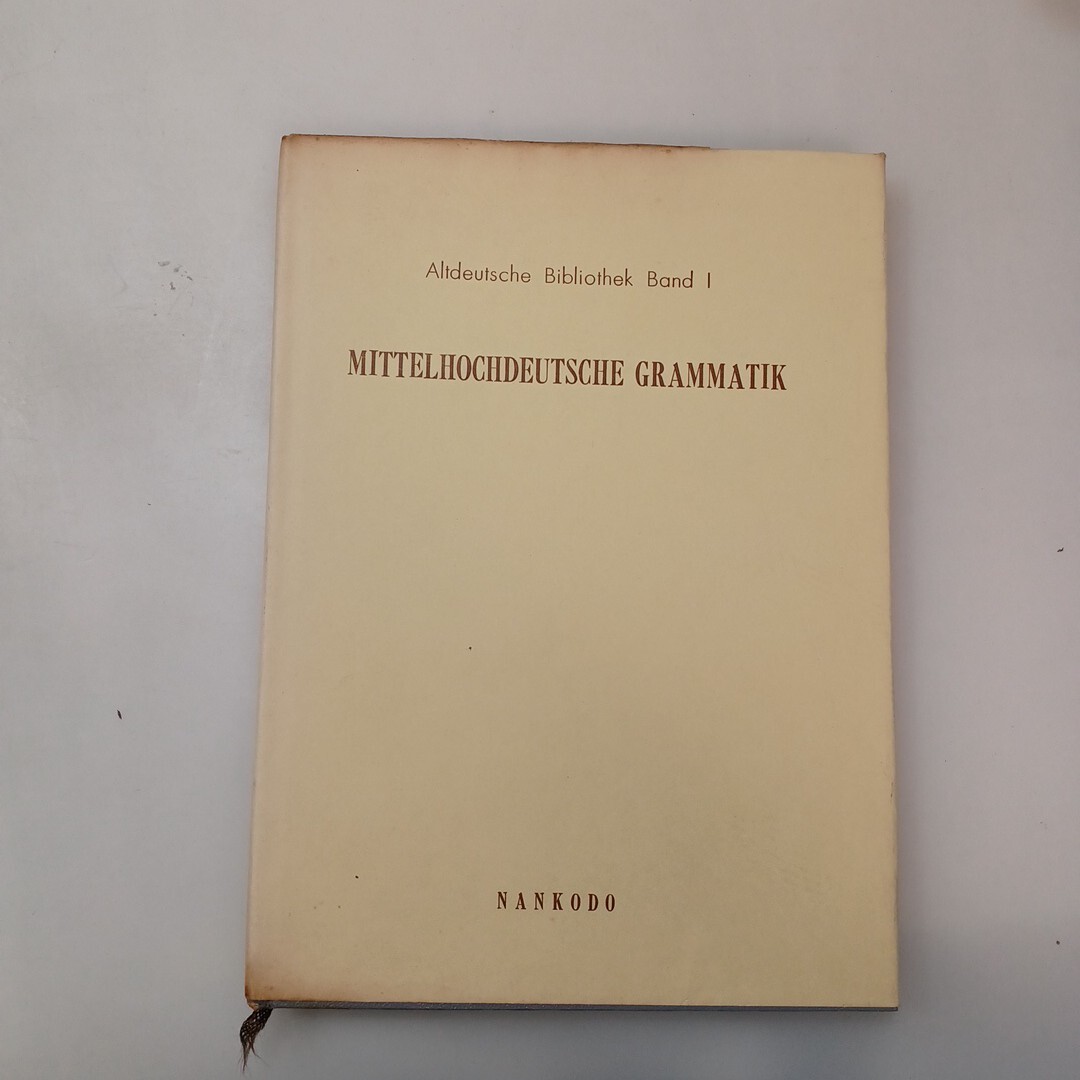 Altdeutsche Bibliothek Band I
MITTELHOCHDEUTSCHE GRAMMATIK
NANKODO